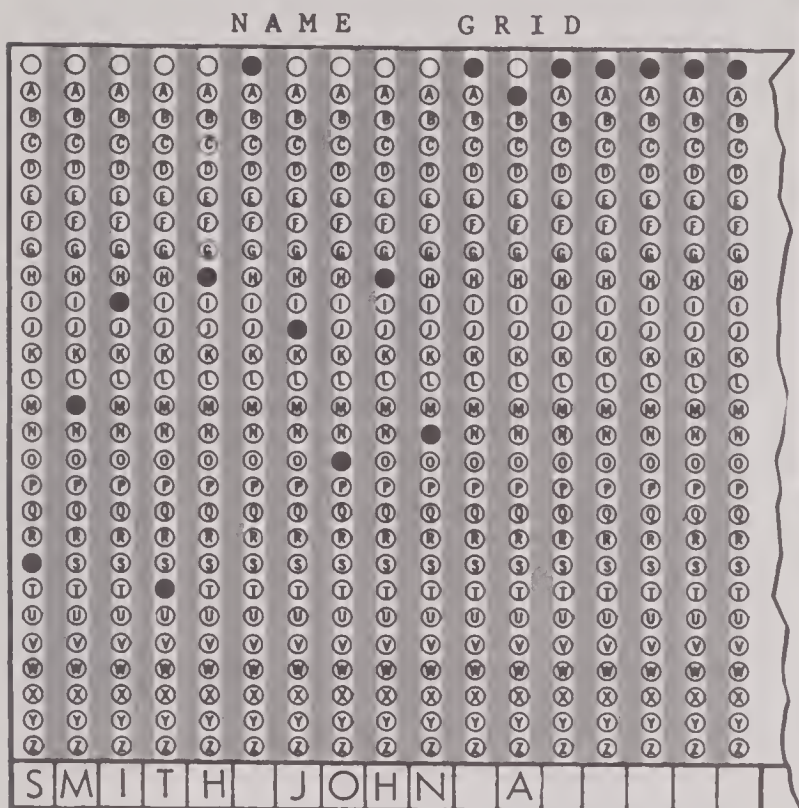 NAME GRID
A A A A A A A A A A A A A A A A
B B B B B B B B B B B B B B B B B
C C C C C C C C C C C C C C C C C
D D D D D D D D D D D D D D D D D
E E E E E E E E E E E E E E E E E
F F F F F F F F F F F F F F F F F
G G G G G G G G G G G G G G G G G
H H H H H H H H H H H H H H H
I I I I I I I I I I I I I I I I
J J J J J J J J J J J J J J J J
K K K K K K K K K K K K K K K K K
L L L L L L L L L L L L L L L L L
M M M M M M M M M M M M M M M M
N N N N N N N N N N N N N N N N
O O O O O O O O O O O O O O O O
P P P P P P P P P P P P P P P P P
Q Q Q Q Q Q Q Q Q Q Q Q Q Q Q Q Q
R R R R R R R R R R R R R R R R R
S S S S S S S S S S S S S S S S
T T T T T T T T T T T T T T T T
U U U U U U U U U U U U U U U U U
V V V V V V V V V V V V V V V V V
W W W W W W W W W W W W W W W W W
X X X X X X X X X X X X X X X X X
Y Y Y Y Y Y Y Y Y Y Y Y Y Y Y Y Y
Z Z Z Z Z Z Z Z Z Z Z Z Z Z Z Z Z
SMITH JOHN A